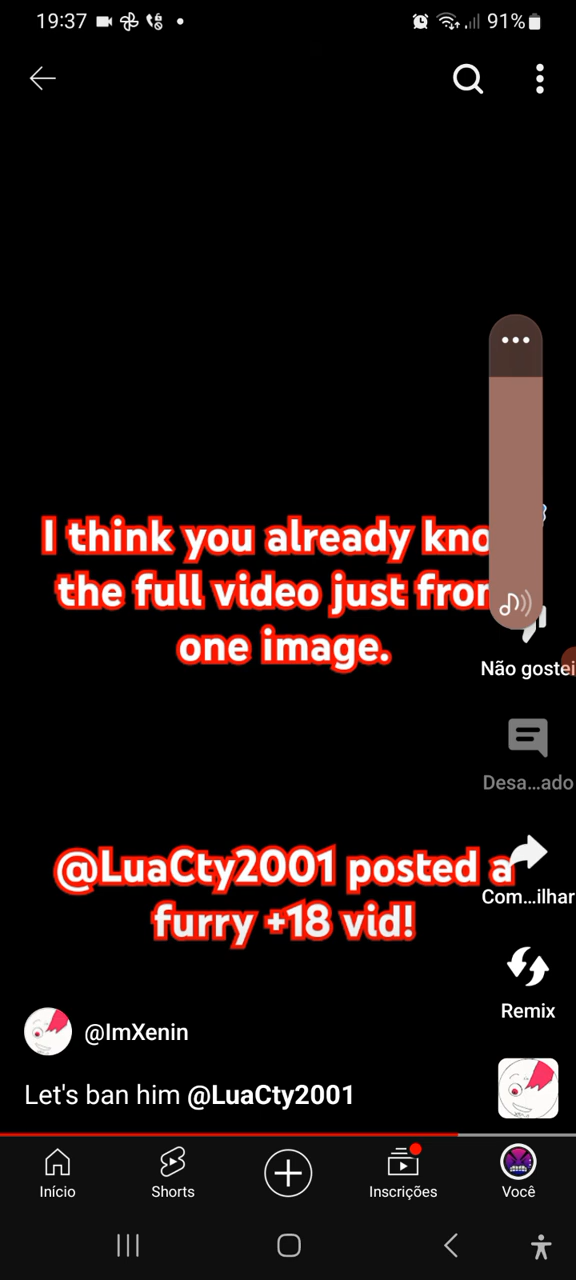 19:37
91%
I think you already kno
the full video just from
one image.
Não gostei
Desa...ado
@LuaCty2001 posted a
furry +18 vid!
Com...ilhar
Remix
@ImXenin
Let's ban him @LuaCty2001
Início
Shorts
Inscrições
Você